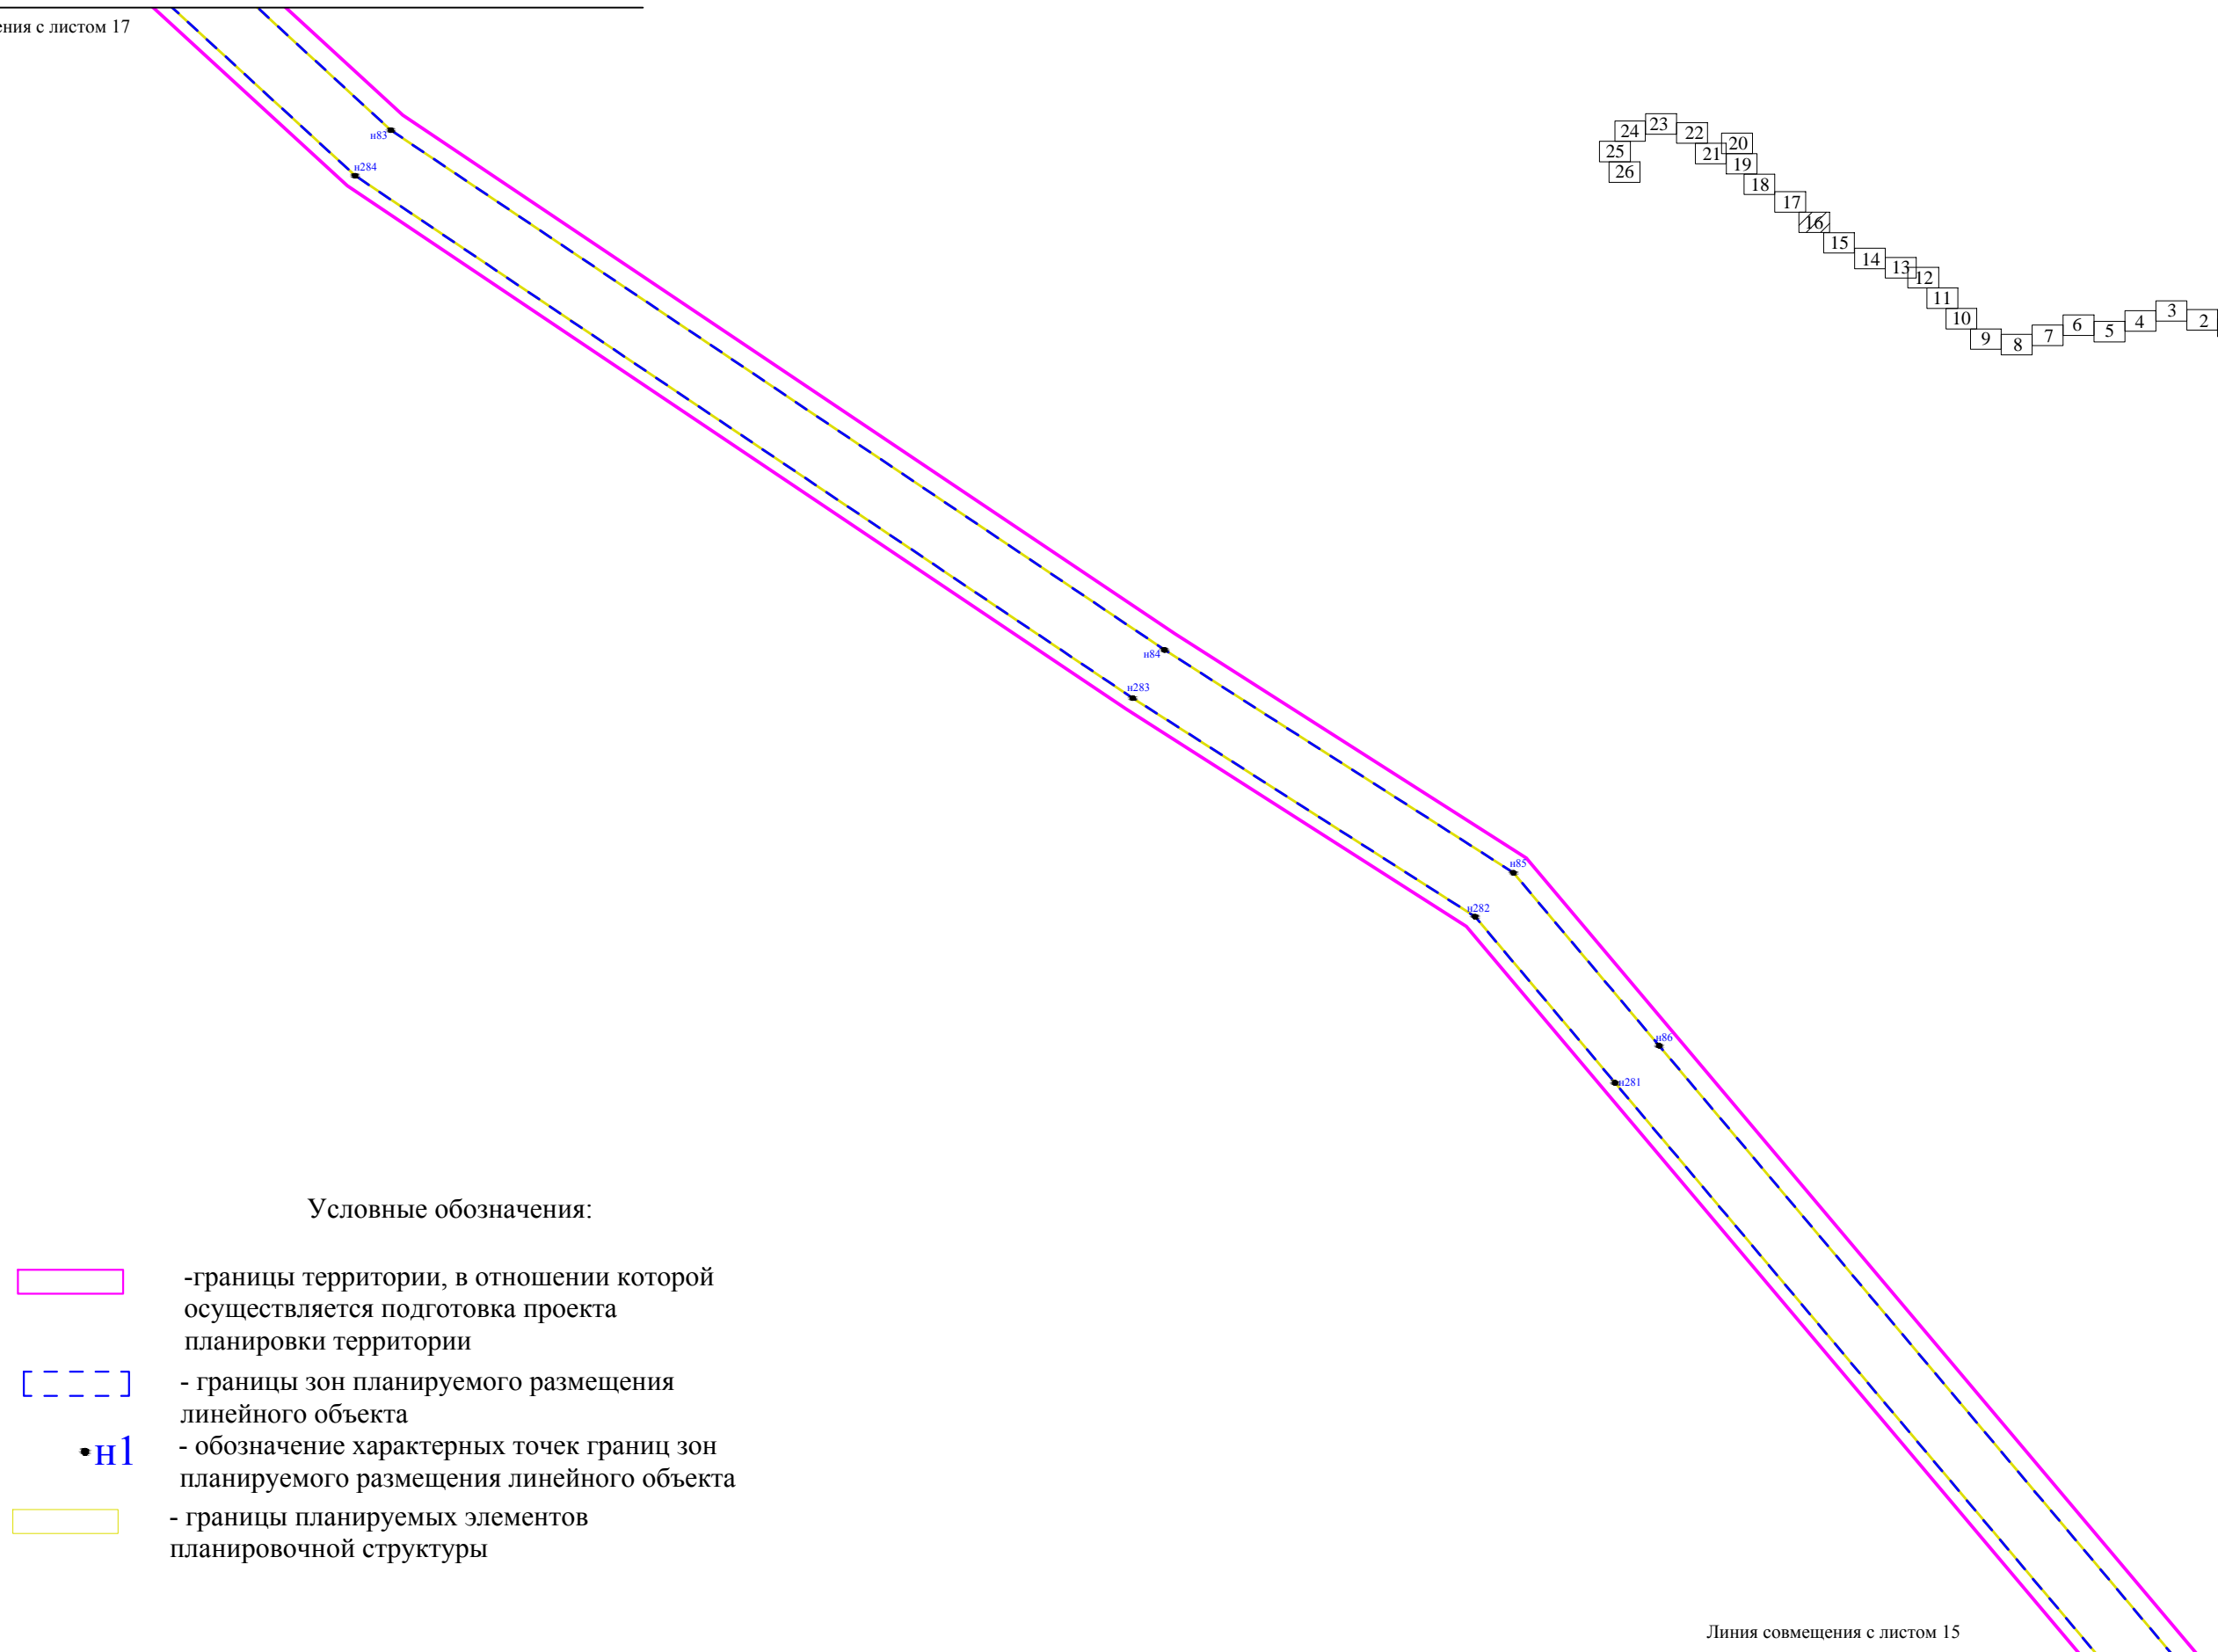 ния с листом 17
н83
н284
24
23
22
20
25
21
26
19
18
17
16
15
14
13
12
11
10
9
8
7
6
5
4
3
2
н84
н283
н85
н282
н86
н281
Условные обозначения:
-границы территории, в отношении которой
осуществляется подготовка проекта
планировки территории
- границы зон планируемого размещения
линейного объекта
н1
- обозначение характерных точек границ зон
планируемого размещения линейного объекта
- границы планируемых элементов
планировочной структуры
Линия совмещения с листом 15